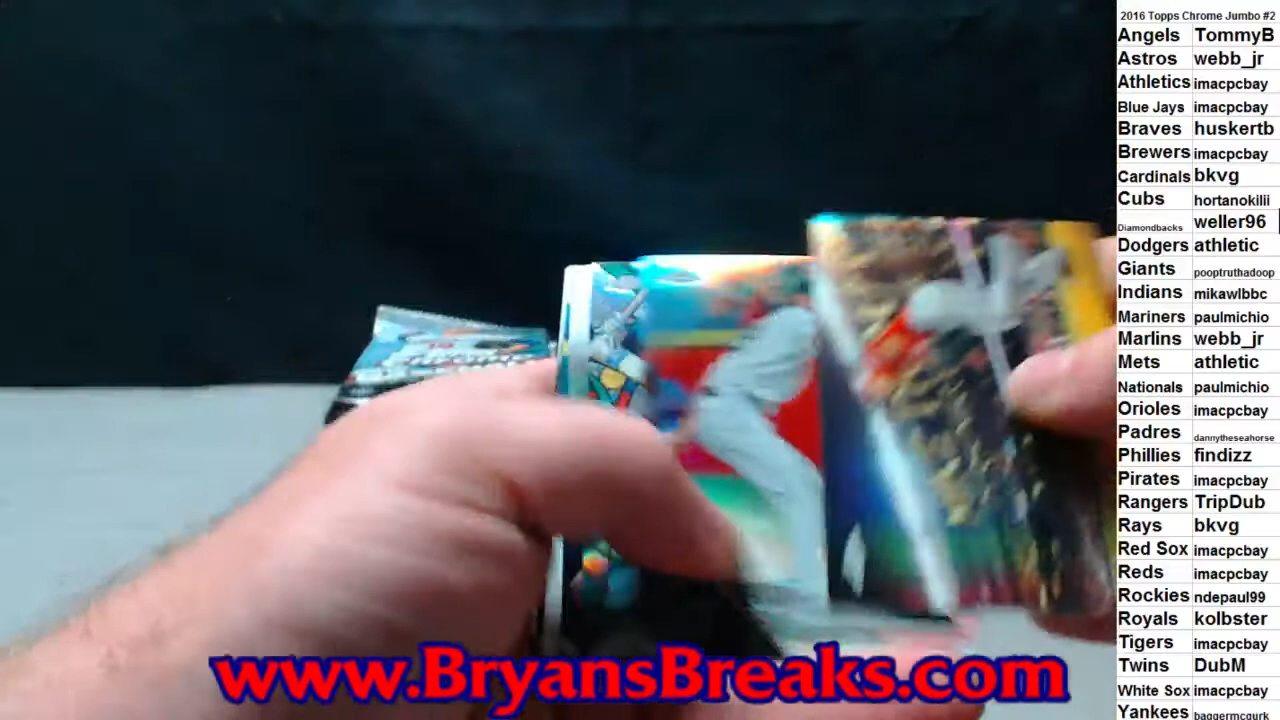 2016 Topps Chrome Jumbo #2
Angels TommyB
Astros webb_jr
Athletics imacpcbay
Blue Jays imacpcbay
Braves huskertb
Brewers imacpcbay
Cardinals bkvg
Cubs hortanokilii
Diamondbacks weller96
Dodgers athletic
Giants pooptruthadoop
Indians mikawlbbc
Mariners paulmichio
Marlins webb_jr
Mets athletic
Nationals paulmichio
Orioles imacpcbay
Padres dannytheseahorse
Phillies findizz
Pirates imacpcbay
Rangers TripDub
Rays bkvg
Red Sox imacpcbay
Reds imacpcbay
Rockies ndepaul99
Royals kolbster
Tigers imacpcbay
Twins DubM
White Sox imacpcbay
Yankees baggermcgurk
www.BryansBreaks.com